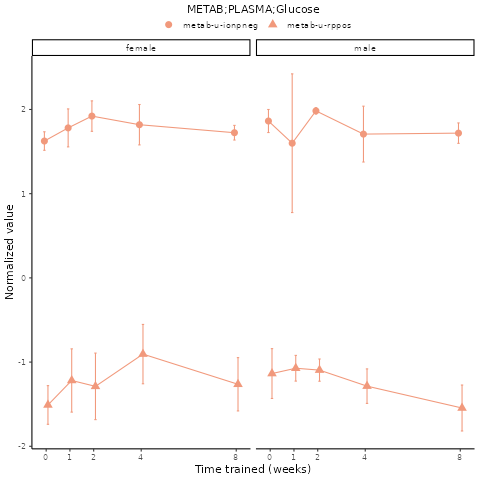 METAB;PLASMA;Glucose
metab-u-ionpneg metab-u-rppos
female male
Normalized value
2
1
0
-1
-2
0 1 2 4 8 0 1 2 4 8
Time trained (weeks)